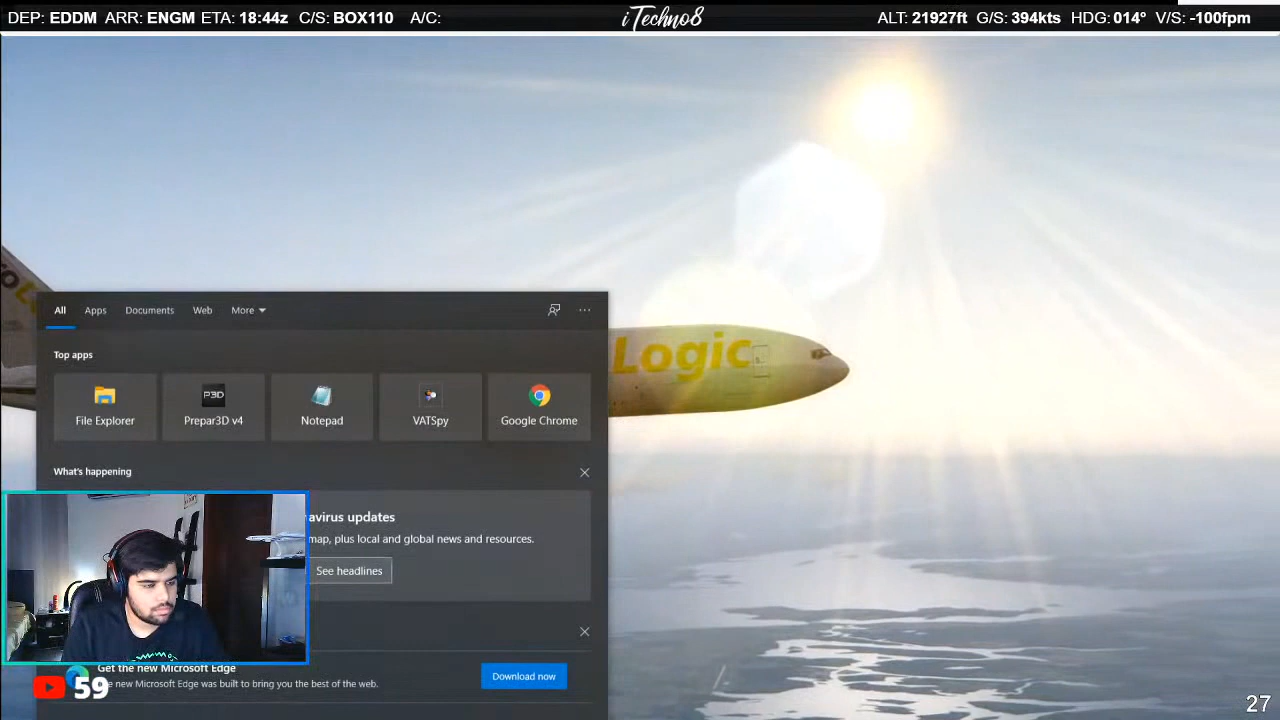 DEP: EDDM ARR: ENGM ETA: 18:44z C/S: BOX110 A/C:
iTechno8
ALT: 21927ft G/S: 394kts HDG: 014° V/S: -100fpm
All Apps Documents Web More
Top apps
Logic
File Explorer Prepar3D v4 Notepad VATSpy Google Chrome
P3D
What's happening
avirus updates
map, plus local and global news and resources.
See headlines
Get the new Microsoft Edge
new Microsoft Edge was built to bring you the best of the web.
Download now
59
27